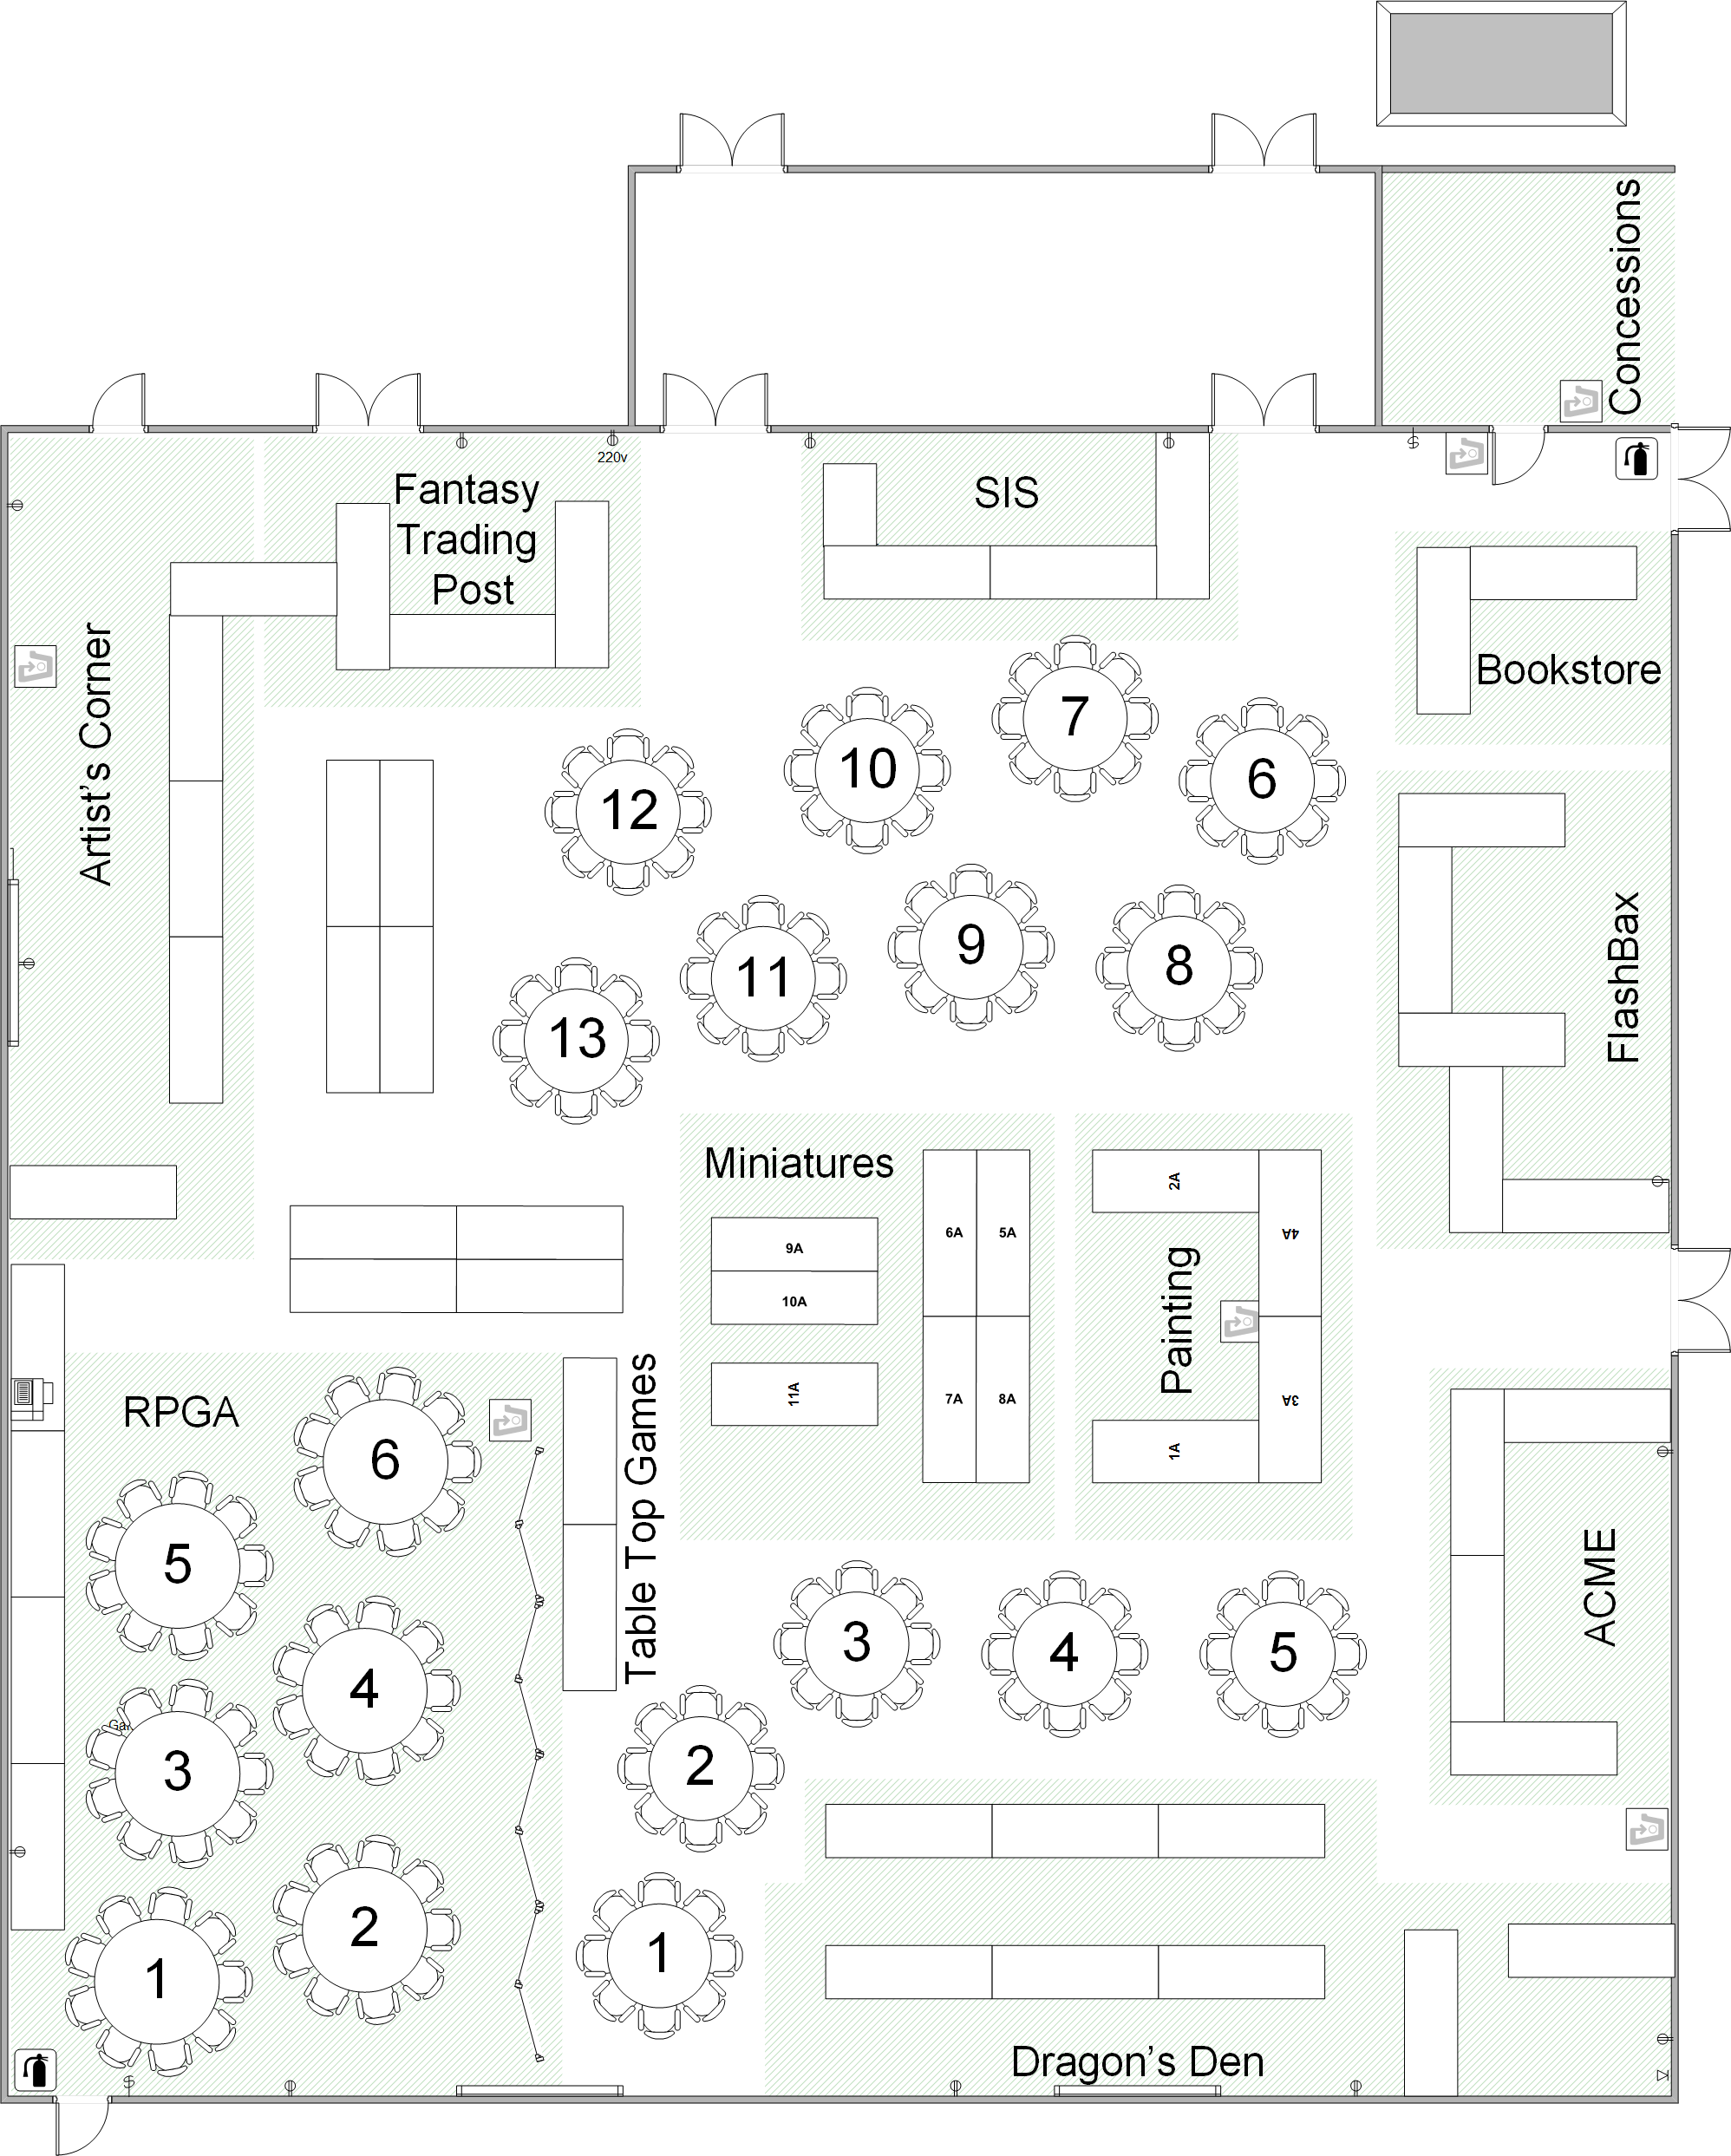 Concessions
220v
Fantasy
Trading
Post
SIS
Bookstore
Artist's Corner
7
10
6
12
FlashBax
9
8
11
13
Miniatures
2A
6A
5A
4A
9A
10A
Painting
11A
7A
8A
3A
1A
RPGA
Table Top Games
6
5
ACME
3
4
5
4
2
3
2
1
1
Dragon's Den